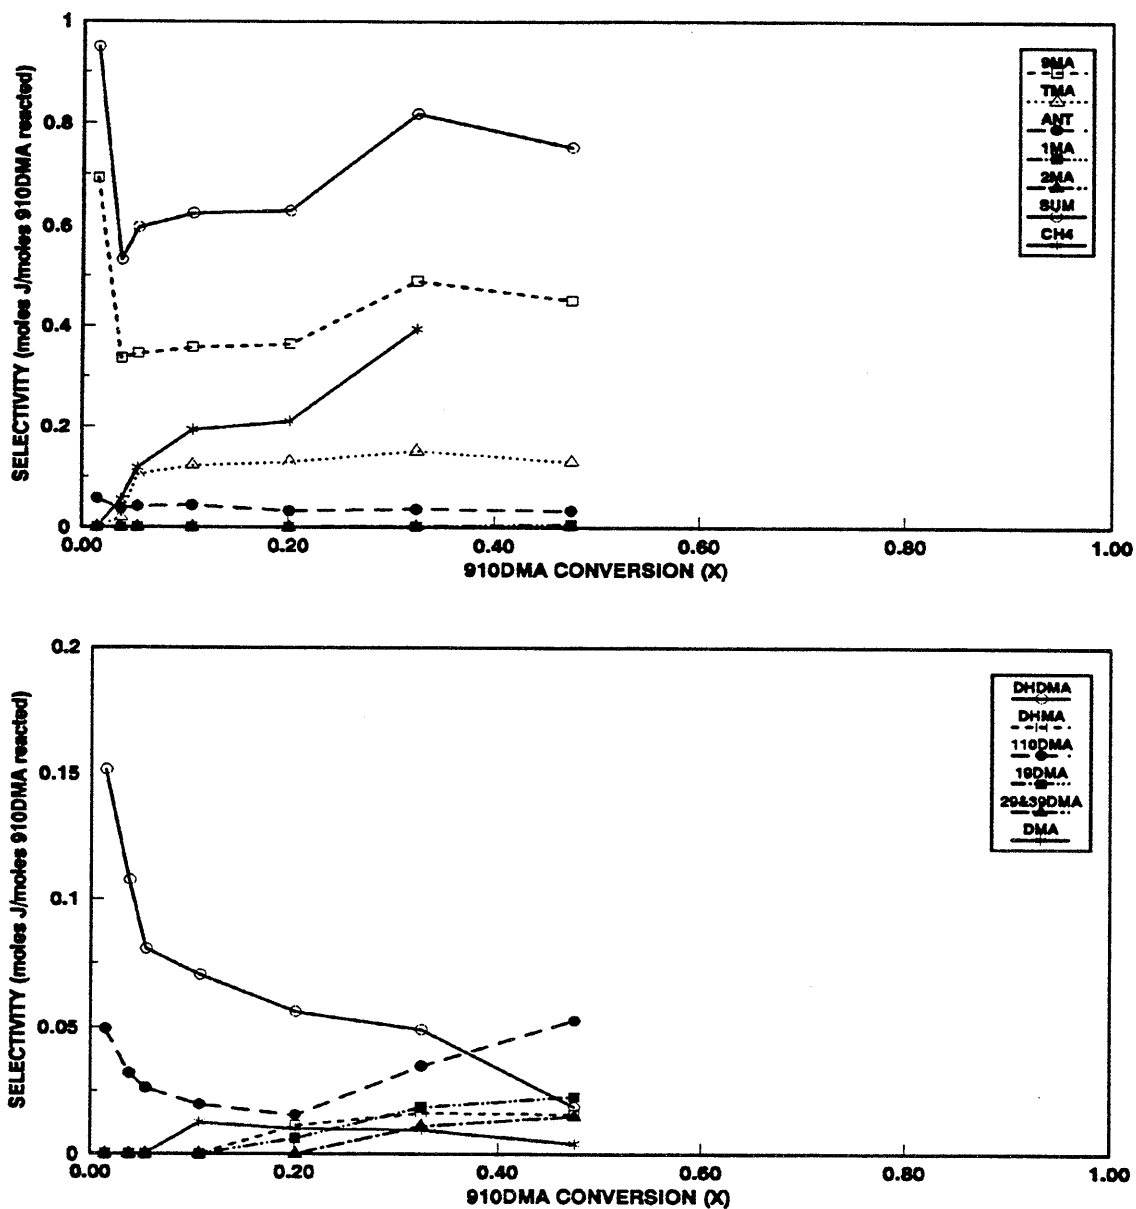 1
0.8
0.6
0.4
0.2
0
SELECTIVITY (moles J/moles 910DMA reacted)
0.00
0.20
0.40
0.60
0.80
1.00
910DMA CONVERSION (X)
9MA
TMA
ANT
1MA
2MA
SUM
CH4
0.2
0.15
0.1
0.05
0
SELECTIVITY (moles J/moles 910DMA reacted)
0.00
0.20
0.40
0.60
0.80
1.00
910DMA CONVERSION (X)
DHDMA
DHMA
110DMA
19DMA
29&39DMA
DMA